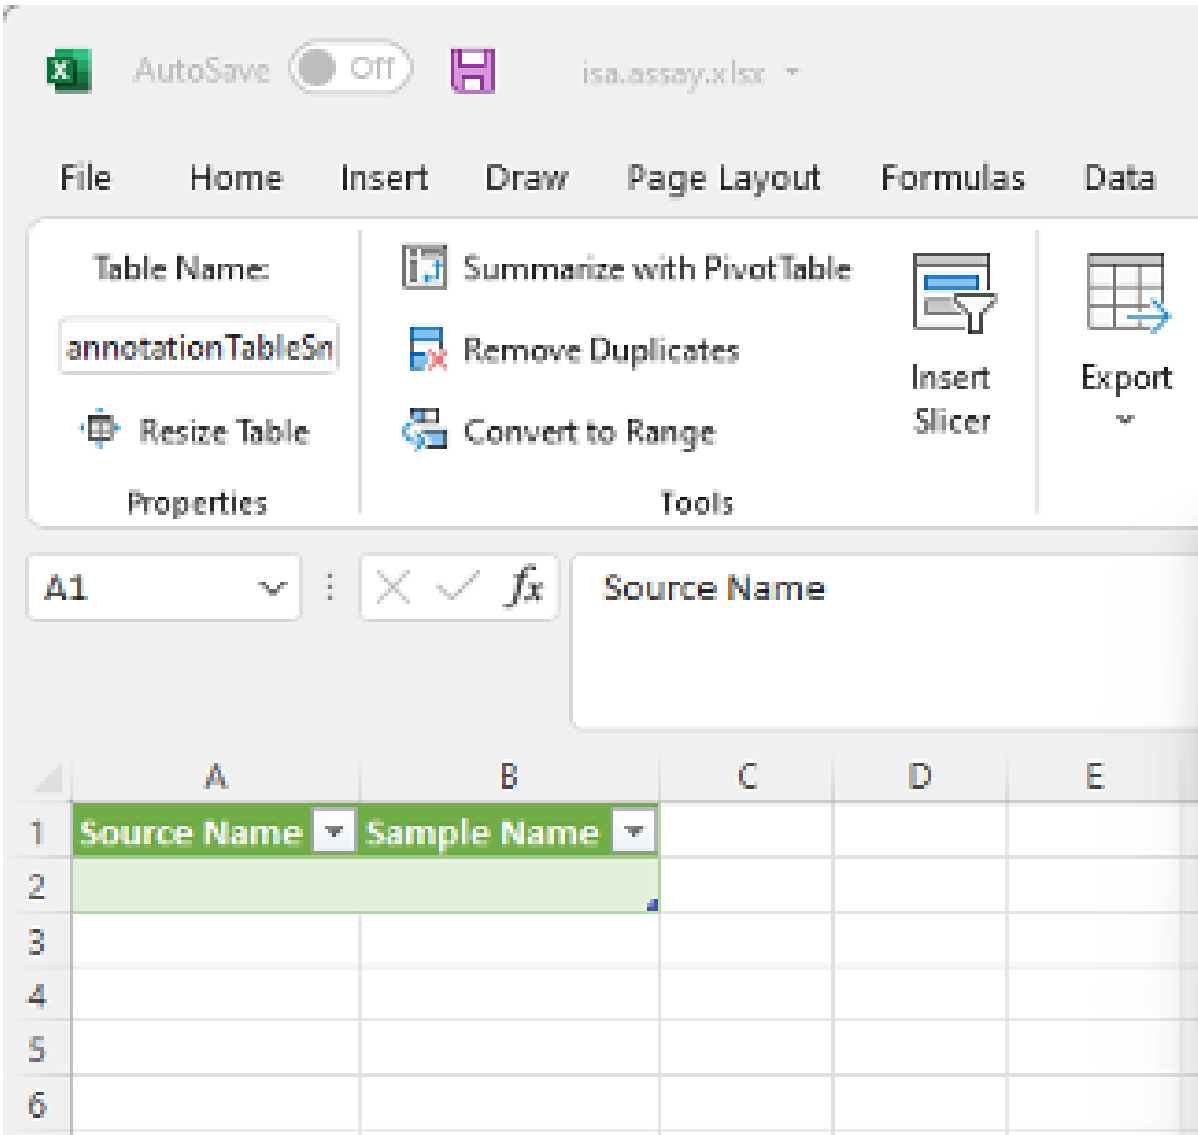 AutoSave Off isa.assay.xlsx
File Home Insert Draw Page Layout Formulas Data
Table Name:
annotationTableSn
Resize Table
Properties
Summarize with PivotTable
Remove Duplicates
Convert to Range
Tools
Insert
Slicer
Export
A1 fx Source Name
A B C D E
1 Source Name Sample Name
2
3
4
5
6